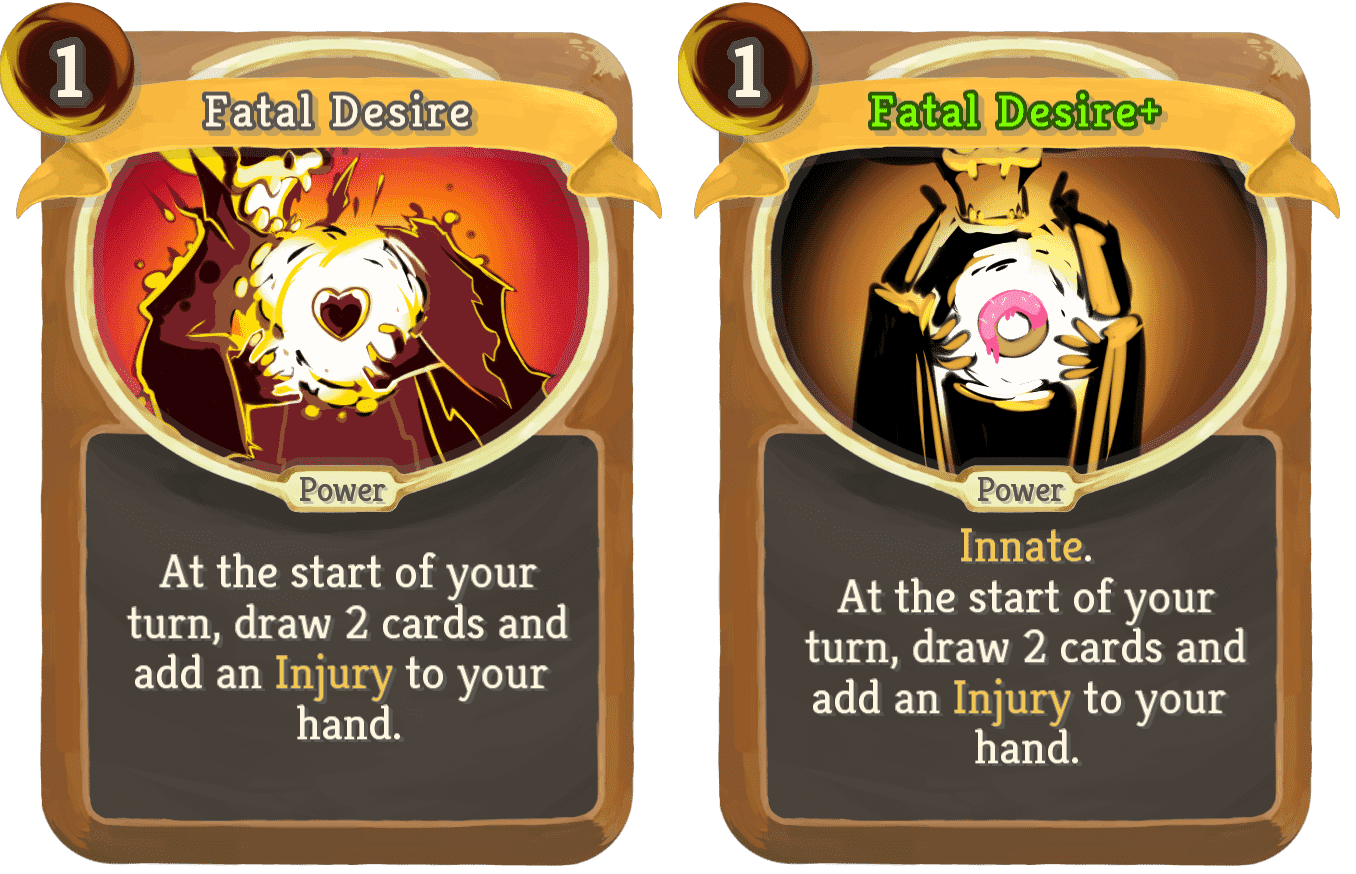 1
Fatal Desire
Power
At the start of your
turn, draw 2 cards and
add an Injury to your
hand.
1
Fatal Desire+
Power
Innate.
At the start of your
turn, draw 2 cards and
add an Injury to your
hand.